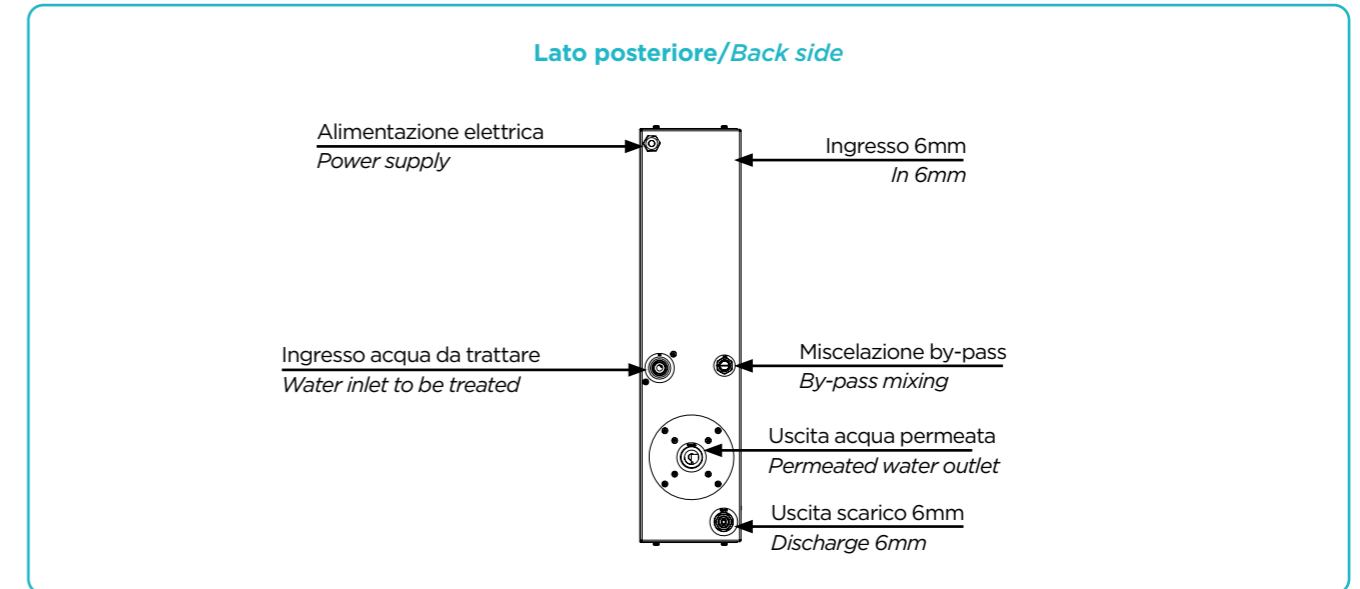 Lato posteriore/Back side
Alimentazione elettrica
Power supply
Ingresso 6mm
In 6mm
Ingresso acqua da trattare
Water inlet to be treated
Miscelazione by-pass
By-pass mixing
Uscita acqua permeata
Permeated water outlet
Uscita scarico 6mm
Discharge 6mm